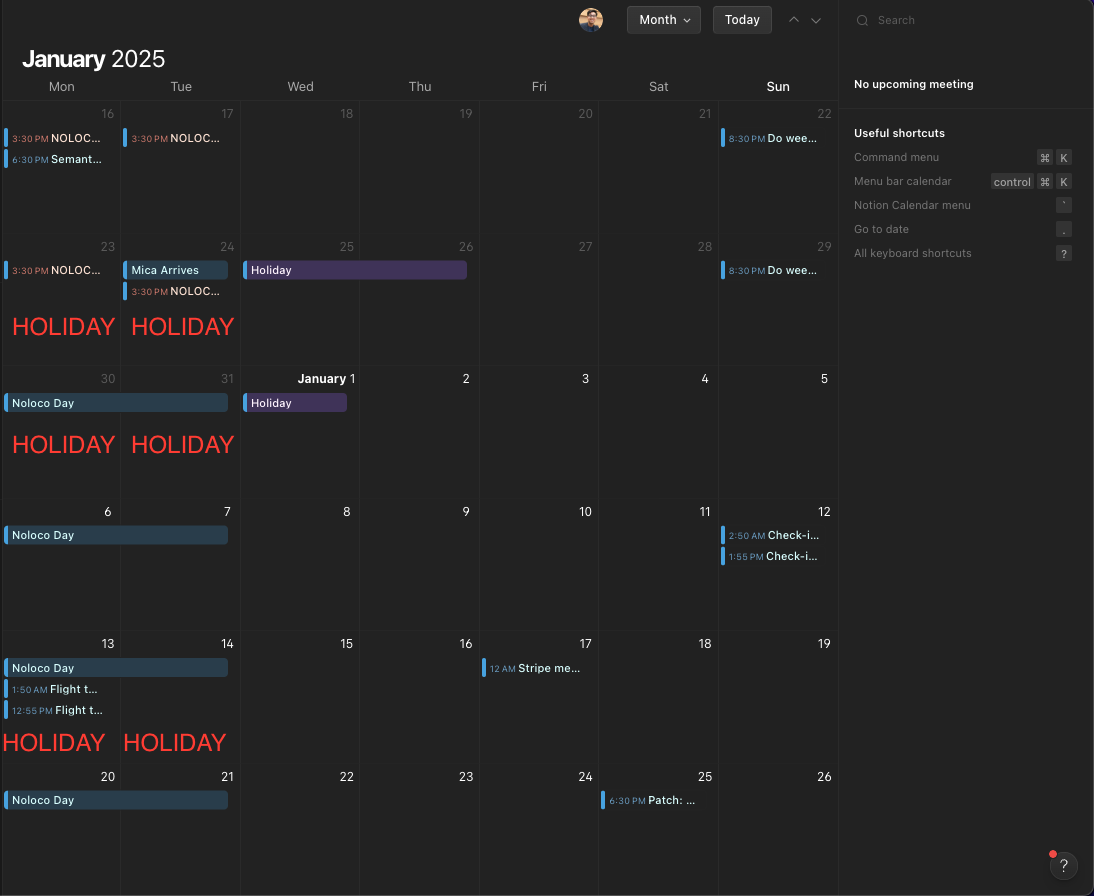 Month
Today
Search
January 2025
Mon Tue Wed Thu Fri Sat Sun
No upcoming meeting
16 17 18 19 20 21 22
3:30 PM NOLOC... 3:30 PM NOLOC... 8:30 PM Do wee...
6:30 PM Semant...
Useful shortcuts
Command menu ⌘ K
Menu bar calendar control ⌘ K
Notion Calendar menu `
Go to date .
All keyboard shortcuts ?
23 24 25 26 27 28 29
3:30 PM NOLOC... Mica Arrives Holiday 8:30 PM Do wee...
3:30 PM NOLOC...
HOLIDAY HOLIDAY
30 31 January 1 2 3 4 5
Noloco Day Holiday
HOLIDAY HOLIDAY
6 7 8 9 10 11 12
Noloco Day 2:50 AM Check-i...
1:55 PM Check-i...
13 14 15 16 17 18 19
Noloco Day 12 AM Stripe me...
1:50 AM Flight t...
12:55 PM Flight t...
HOLIDAY HOLIDAY
20 21 22 23 24 25 26
Noloco Day 6:30 PM Patch: ...
?